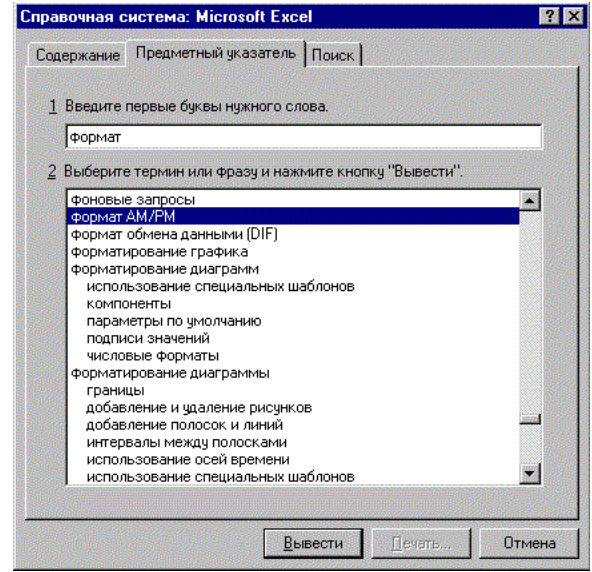 Справочная система: Microsoft Excel
Содержание Предметный указатель Поиск
1 Введите первые буквы нужного слова.
формат
2 Выберите термин или фразу и нажмите кнопку "Вывести".
фоновые запросы
формат AM/PM
формат обмена данными (DIF)
форматирование графика
форматирование диаграмм
использование специальных шаблонов
компоненты
параметры по умолчанию
подписи значений
числовые форматы
форматирование диаграммы
границы
добавление и удаление рисунков
добавление полосок и линий
интервалы между полосками
использование осей времени
использование специальных шаблонов
Вывести Печать... Отмена